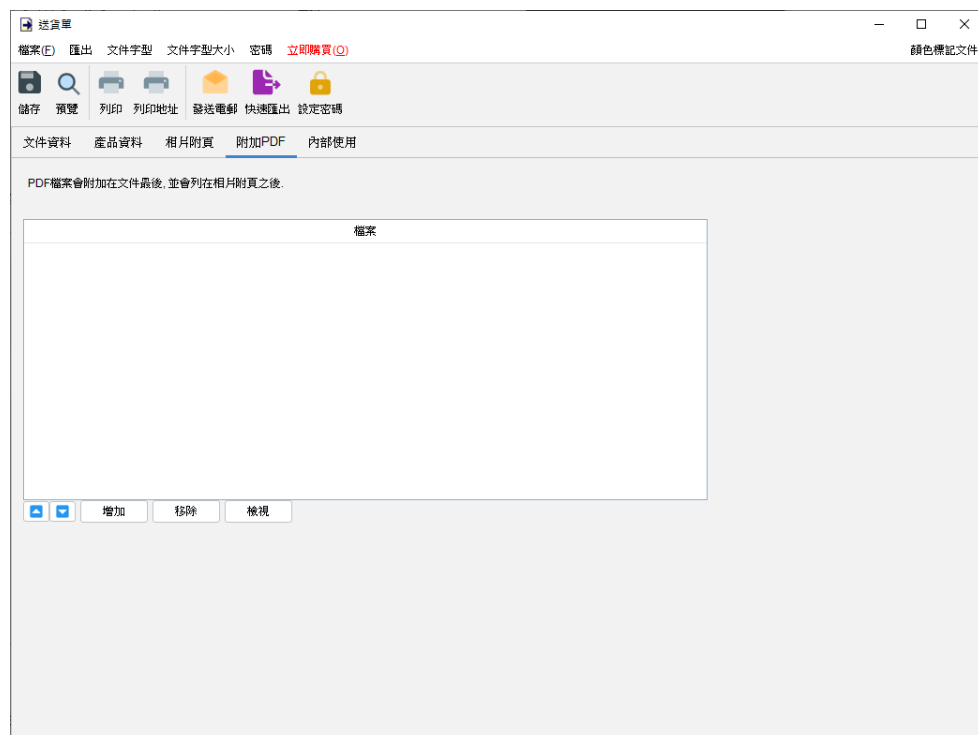 送貨單
檔案(F) 匯出 文件字型 文件字型大小 密碼 立即購買(O) 顏色標記文件
儲存 預覽 列印 列印地址 發送電郵 快速匯出 設定密碼
文件資料 產品資料 相片附頁 附加PDF 內部使用
PDF檔案會附加在文件最後, 並會列在相片附頁之後.
檔案
增加 移除 檢視